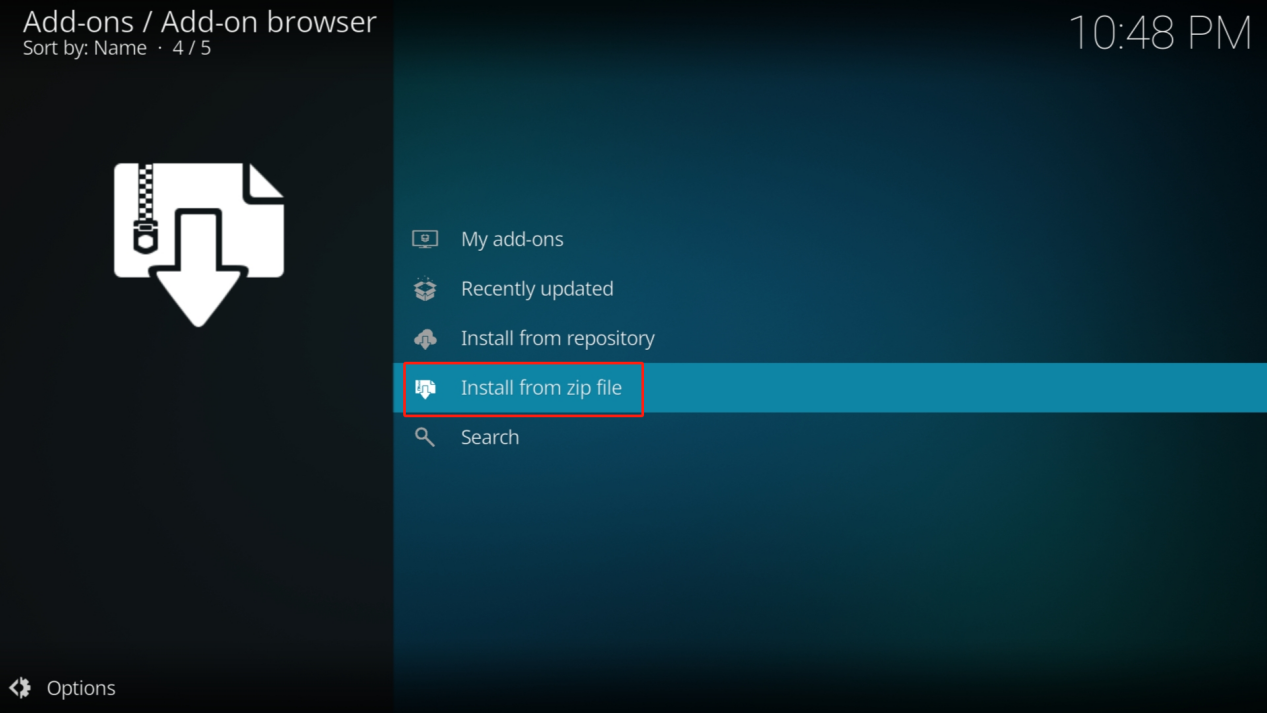 Add-ons / Add-on browser
Sort by: Name · 4 / 5
10:48 PM
My add-ons
Recently updated
Install from repository
Install from zip file
Search
Options